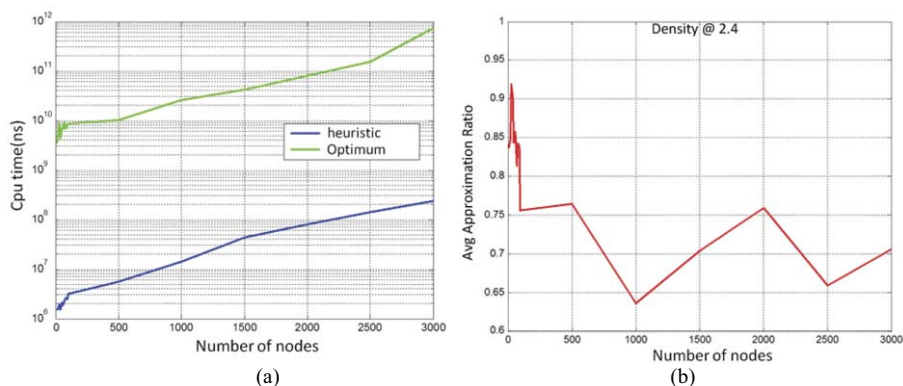 10^12
10^11
10^10
10^9
10^8
10^7
10^6
Cpu time(ns)
heuristic
Optimum
0 500 1000 1500 2000 2500 3000
Number of nodes
(a)
Density @ 2.4
1
0.95
0.9
0.85
0.8
0.75
0.7
0.65
0.6
Avg Approximation Ratio
0 500 1000 1500 2000 2500 3000
Number of nodes
(b)